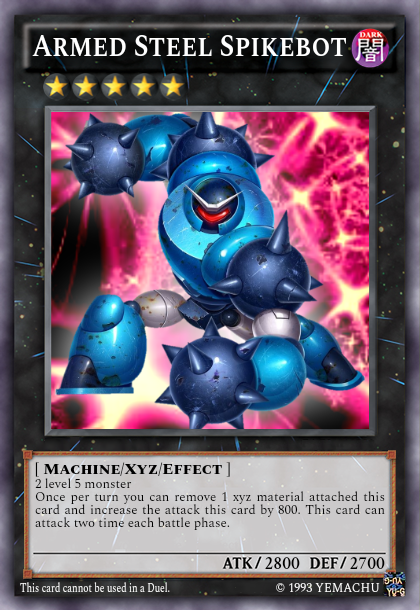 ARMED STEEL SPIKEBOT
DARK
闇
[ MACHINE/XYZ/EFFECT ]
2 level 5 monster
Once per turn you can remove 1 xyz material attached this
card and increase the attack this card by 800. This card can
attack two time each battle phase.
ATK / 2800 DEF / 2700
This card cannot be used in a Duel.
© 1993 YEMACHU